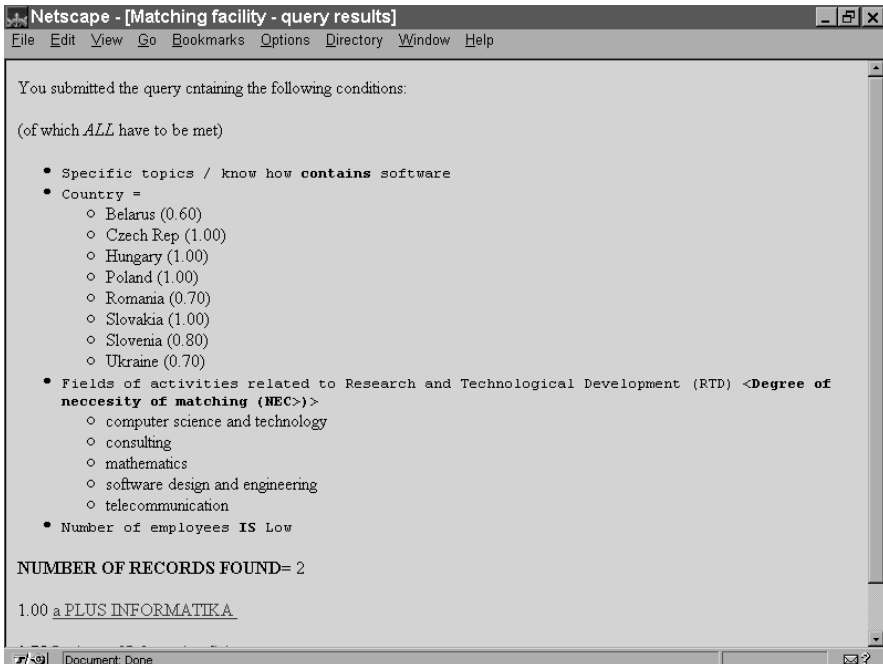 Netscape - [Matching facility - query results]
File Edit View Go Bookmarks Options Directory Window Help
You submitted the query cntaining the following conditions:
(of which ALL have to be met)
Specific topics / know how contains software
Country =
Belarus (0.60)
Czech Rep (1.00)
Hungary (1.00)
Poland (1.00)
Romania (0.70)
Slovakia (1.00)
Slovenia (0.80)
Ukraine (0.70)
Fields of activities related to Research and Technological Development (RTD) <Degree of
neccesity of matching (NEC>)>
computer science and technology
consulting
mathematics
software design and engineering
telecommunication
Number of employees IS Low
NUMBER OF RECORDS FOUND= 2
1.00 a PLUS INFORMATIKA
Document: Done